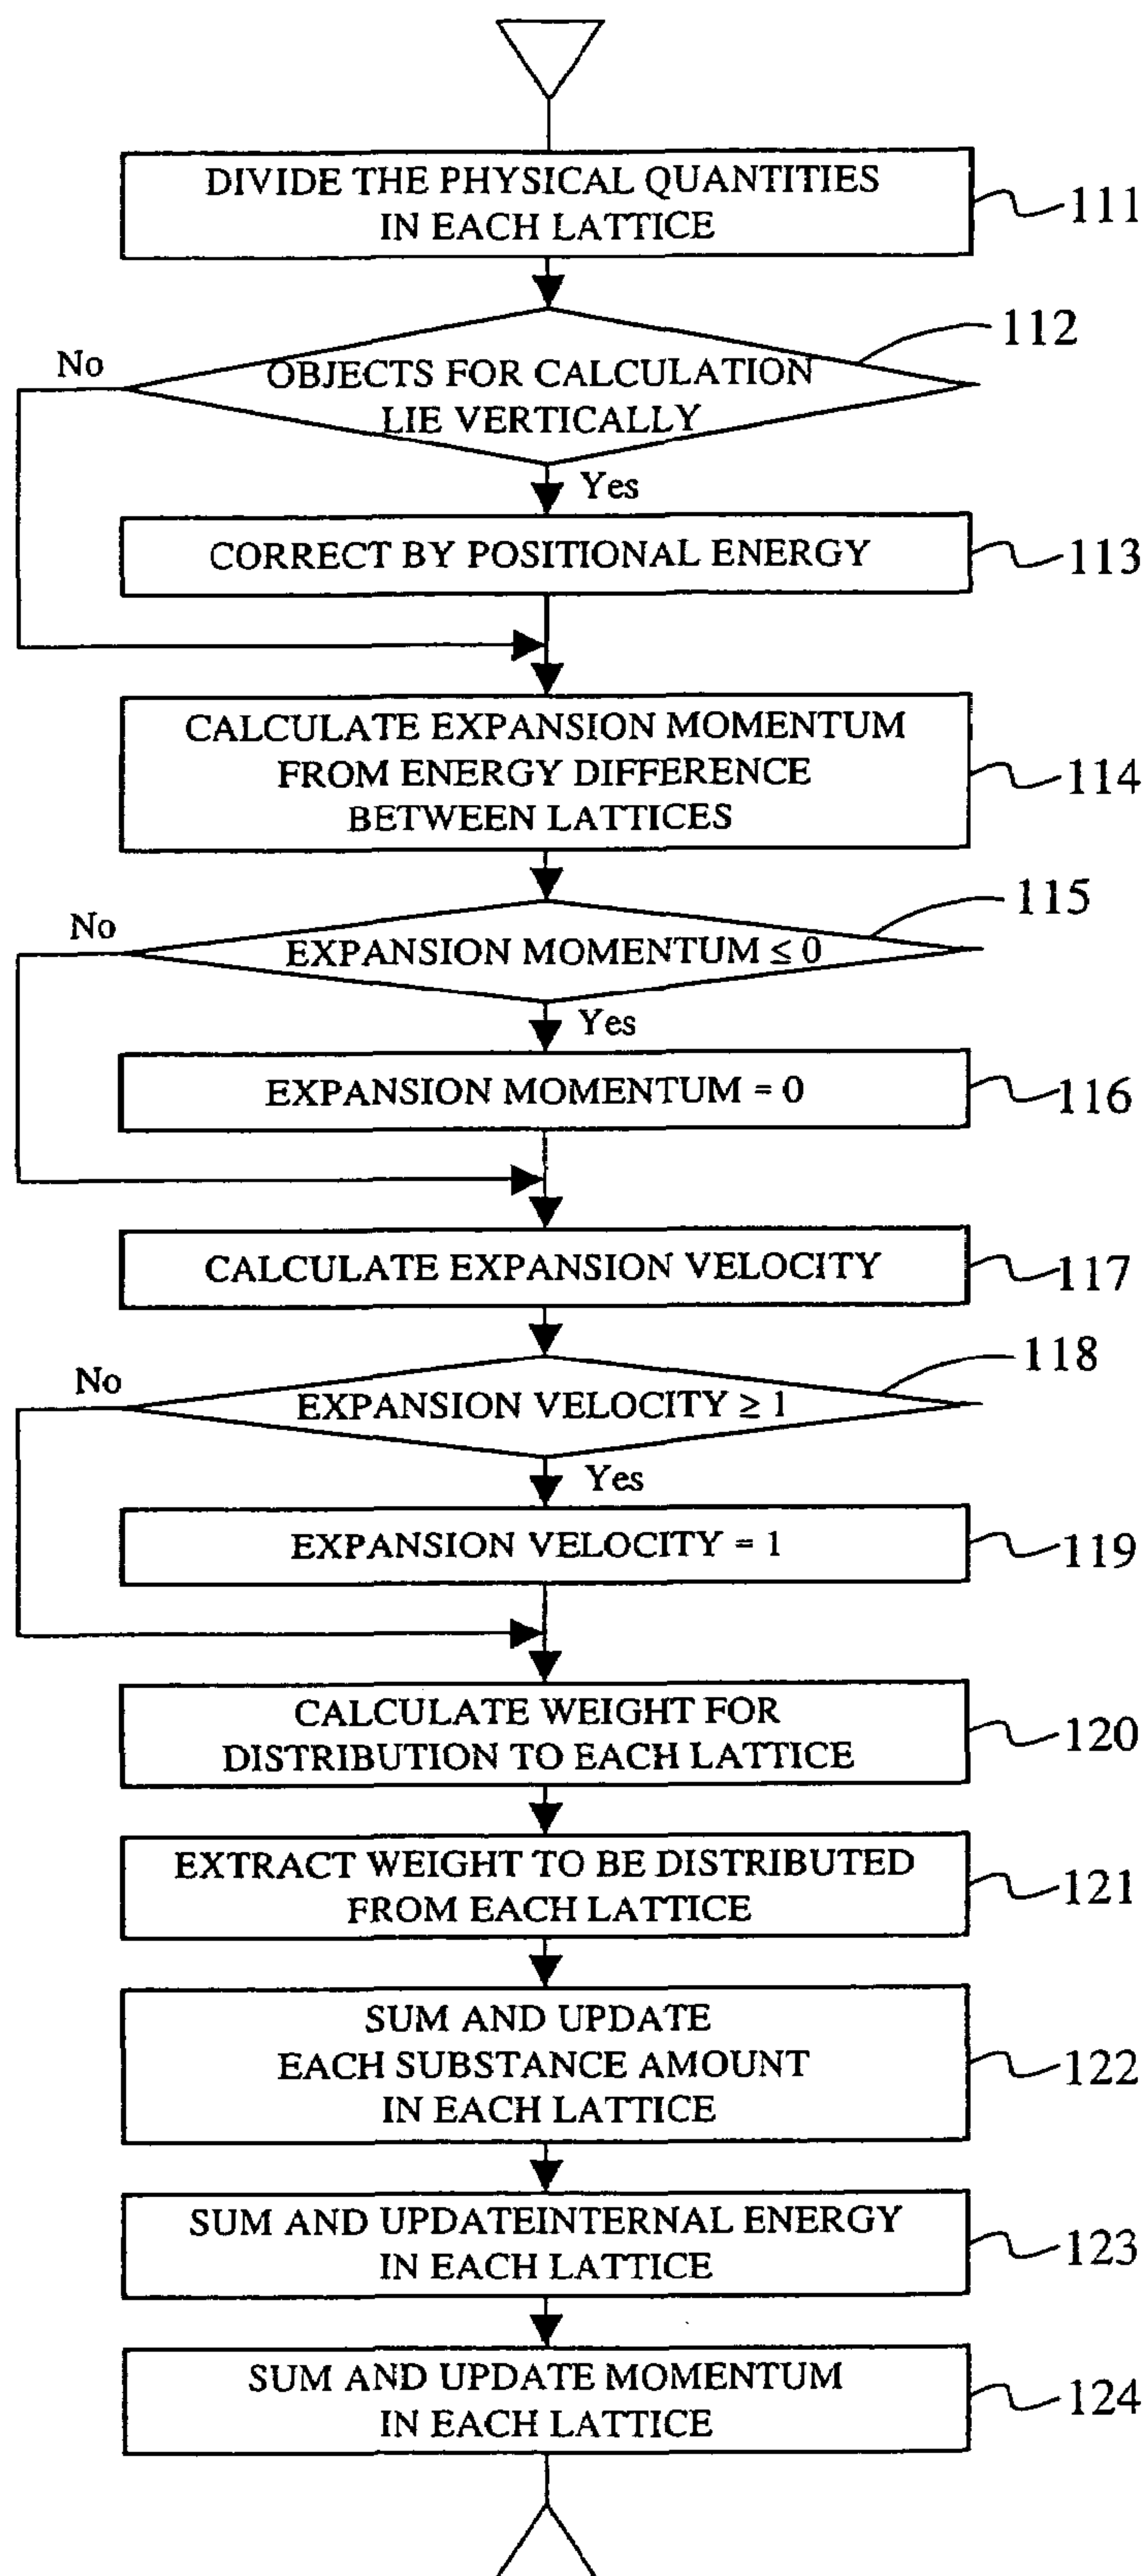 DIVIDE THE PHYSICAL QUANTITIES
IN EACH LATTICE
111
112
No
OBJECTS FOR CALCULATION
LIE VERTICALLY
Yes
CORRECT BY POSITIONAL ENERGY
113
CALCULATE EXPANSION MOMENTUM
FROM ENERGY DIFFERENCE
BETWEEN LATTICES
114
115
No
EXPANSION MOMENTUM ≤ 0
Yes
EXPANSION MOMENTUM = 0
116
CALCULATE EXPANSION VELOCITY
117
118
No
EXPANSION VELOCITY ≥ 1
Yes
EXPANSION VELOCITY = 1
119
CALCULATE WEIGHT FOR
DISTRIBUTION TO EACH LATTICE
120
EXTRACT WEIGHT TO BE DISTRIBUTED
FROM EACH LATTICE
121
SUM AND UPDATE
EACH SUBSTANCE AMOUNT
IN EACH LATTICE
122
SUM AND UPDATEINTERNAL ENERGY
IN EACH LATTICE
123
SUM AND UPDATE MOMENTUM
IN EACH LATTICE
124